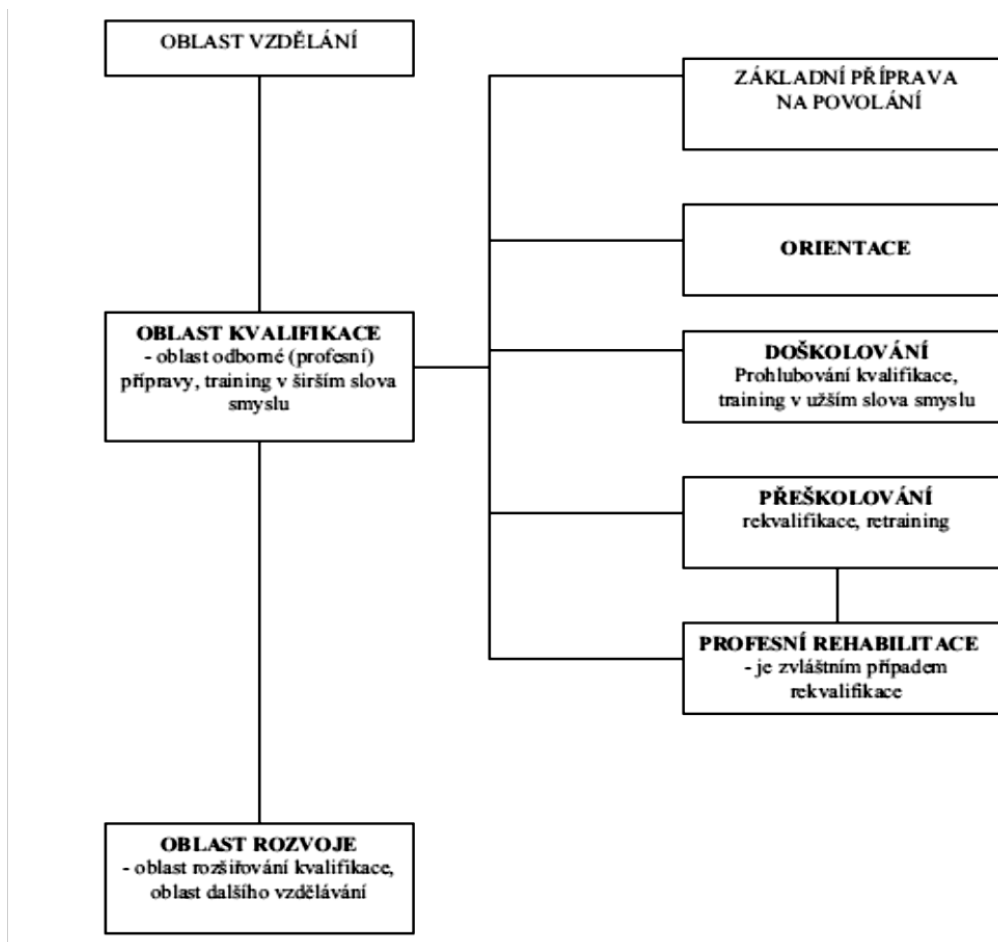 OBLAST VZDĚLÁNÍ
ZÁKLADNÍ PŘÍPRAVA
NA POVOLÁNÍ
ORIENTACE
OBLAST KVALIFIKACE
- oblast odborné (profesní)
přípravy, training v širším slova
smyslu
DOŠKOLOVÁNÍ
Prohlubování kvalifikace,
training v užším slova smyslu
PŘEŠKOLOVÁNÍ
rekvalifikace, retraining
PROFESNÍ REHABILITACE
- je zvláštním případem
rekvalifikace
OBLAST ROZVOJE
- oblast rozšiřování kvalifikace,
oblast dalšího vzdělávání